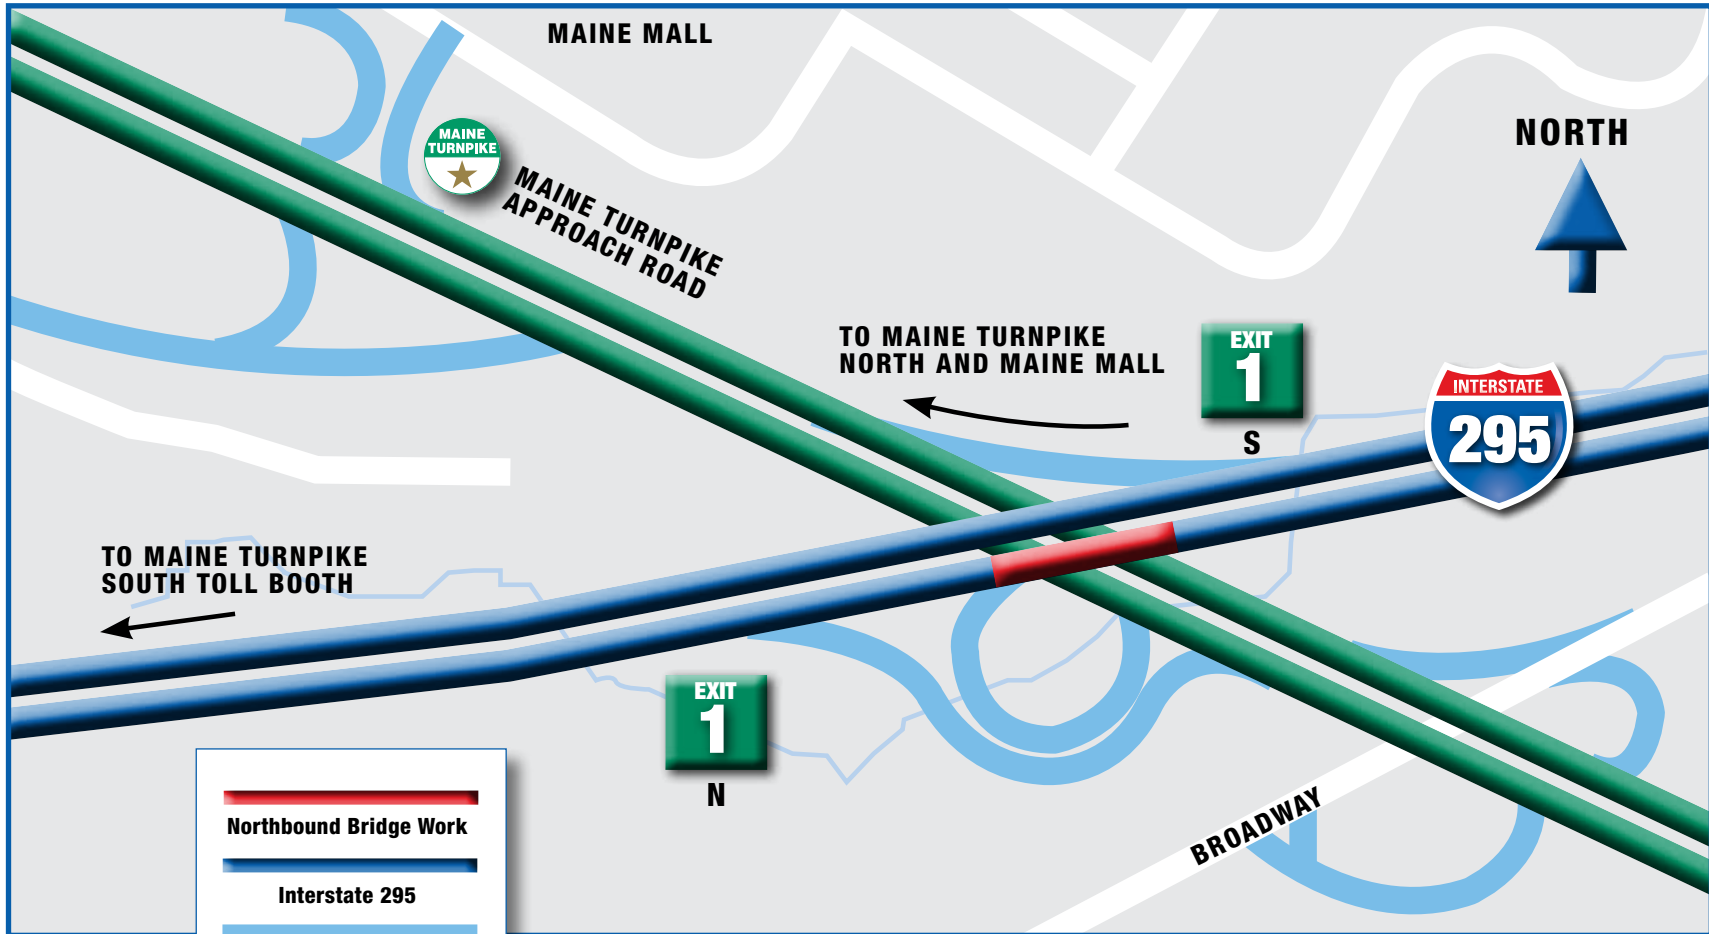 MAINE MALL
NORTH
MAINE
TURNPIKE
MAINE TURNPIKE
APPROACH ROAD
TO MAINE TURNPIKE
NORTH AND MAINE MALL
EXIT
1
S
INTERSTATE
295
TO MAINE TURNPIKE
SOUTH TOLL BOOTH
EXIT
1
N
BROADWAY
Northbound Bridge Work
Interstate 295